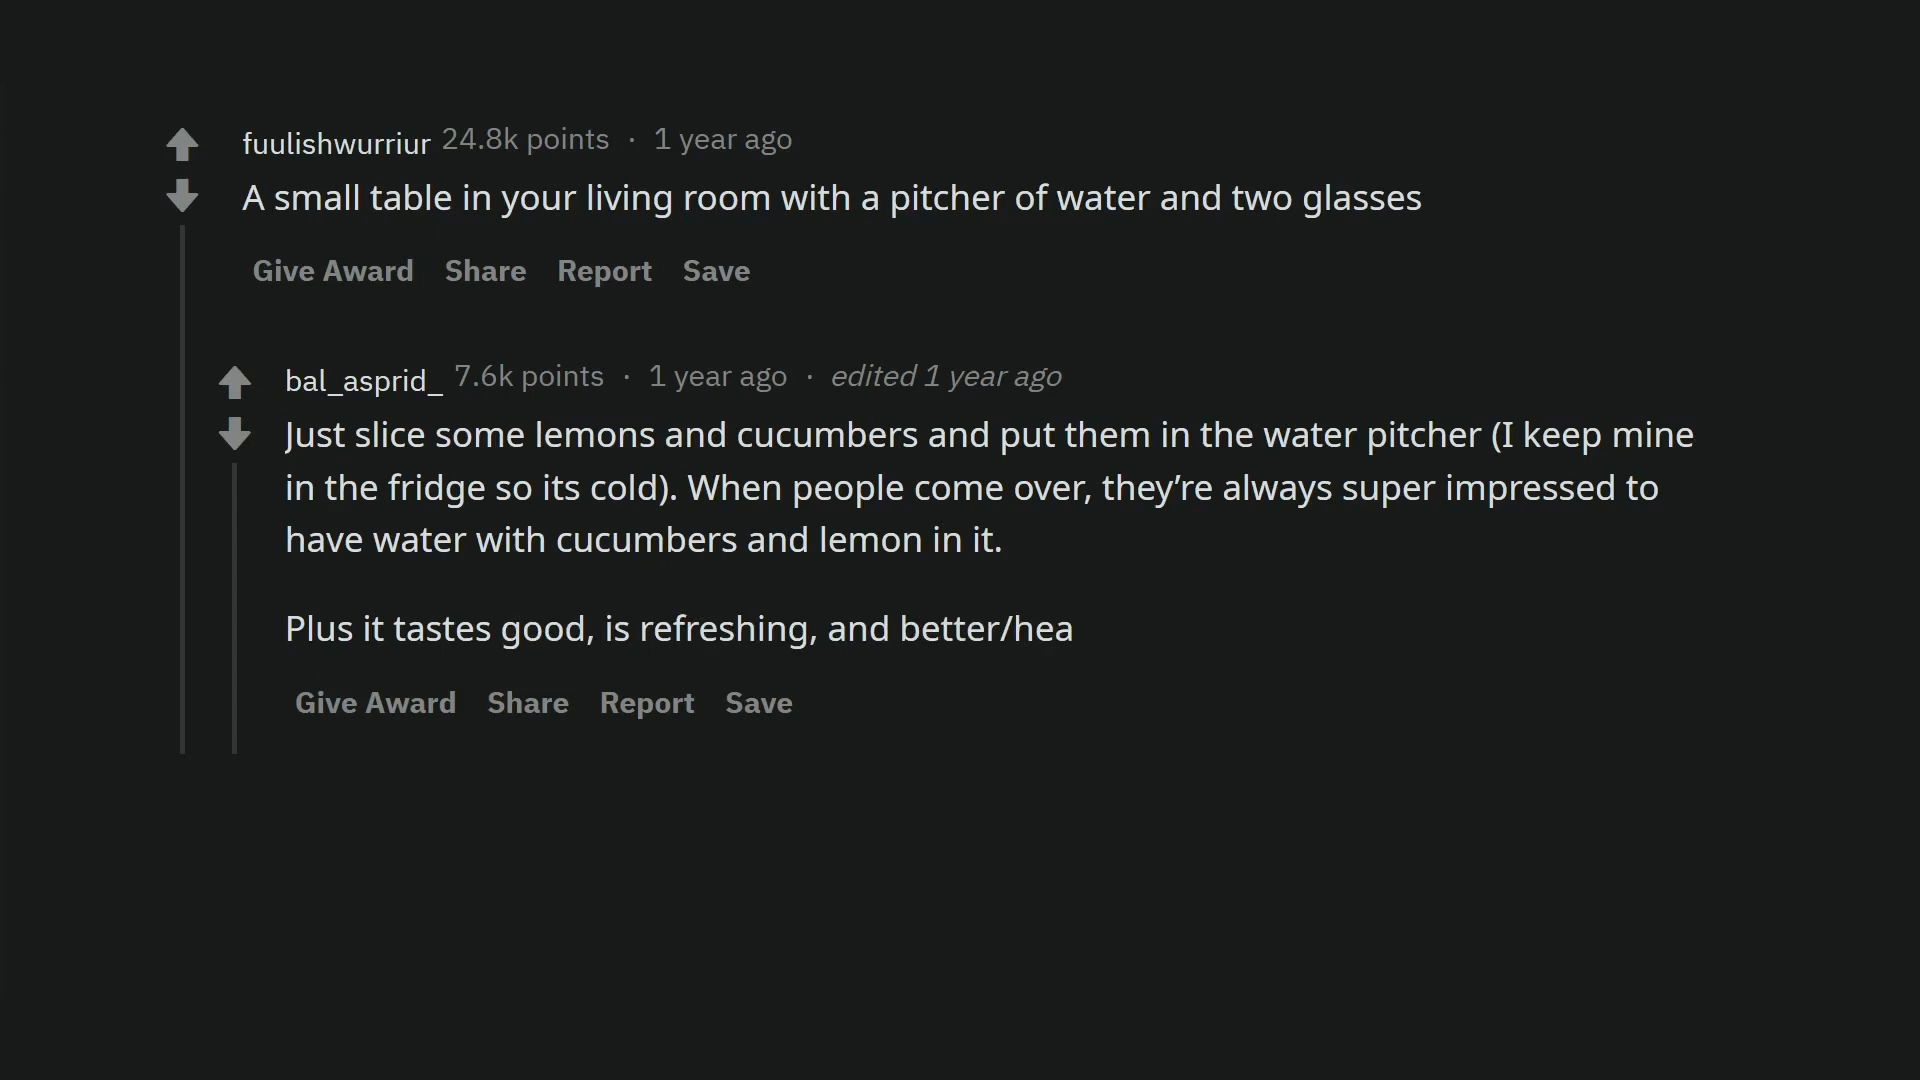 fuulishwurriur 24.8k points · 1 year ago
A small table in your living room with a pitcher of water and two glasses
Give Award Share Report Save
bal_asprid_ 7.6k points · 1 year ago · edited 1 year ago
Just slice some lemons and cucumbers and put them in the water pitcher (I keep mine
in the fridge so its cold). When people come over, they’re always super impressed to
have water with cucumbers and lemon in it.
Plus it tastes good, is refreshing, and better/hea
Give Award Share Report Save